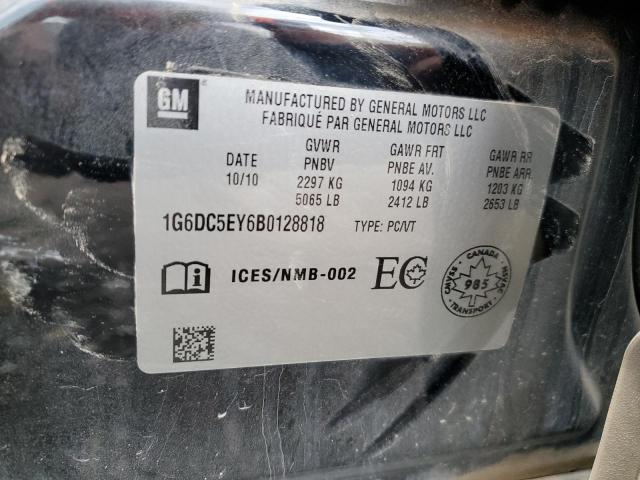 GM
MANUFACTURED BY GENERAL MOTORS LLC
FABRIQUÉ PAR GENERAL MOTORS LLC
GVWR GAWR FRT GAWR RR
DATE PNBV PNBE AV. PNBE ARR.
10/10 2297 KG 1094 KG 1203 KG
5065 LB 2412 LB 2653 LB
1G6DC5EY6B0128818 TYPE: PC/VT
i ICES/NMB-002 EC
CANADA
CMVSS 985 NSVAC
TRANSPORT